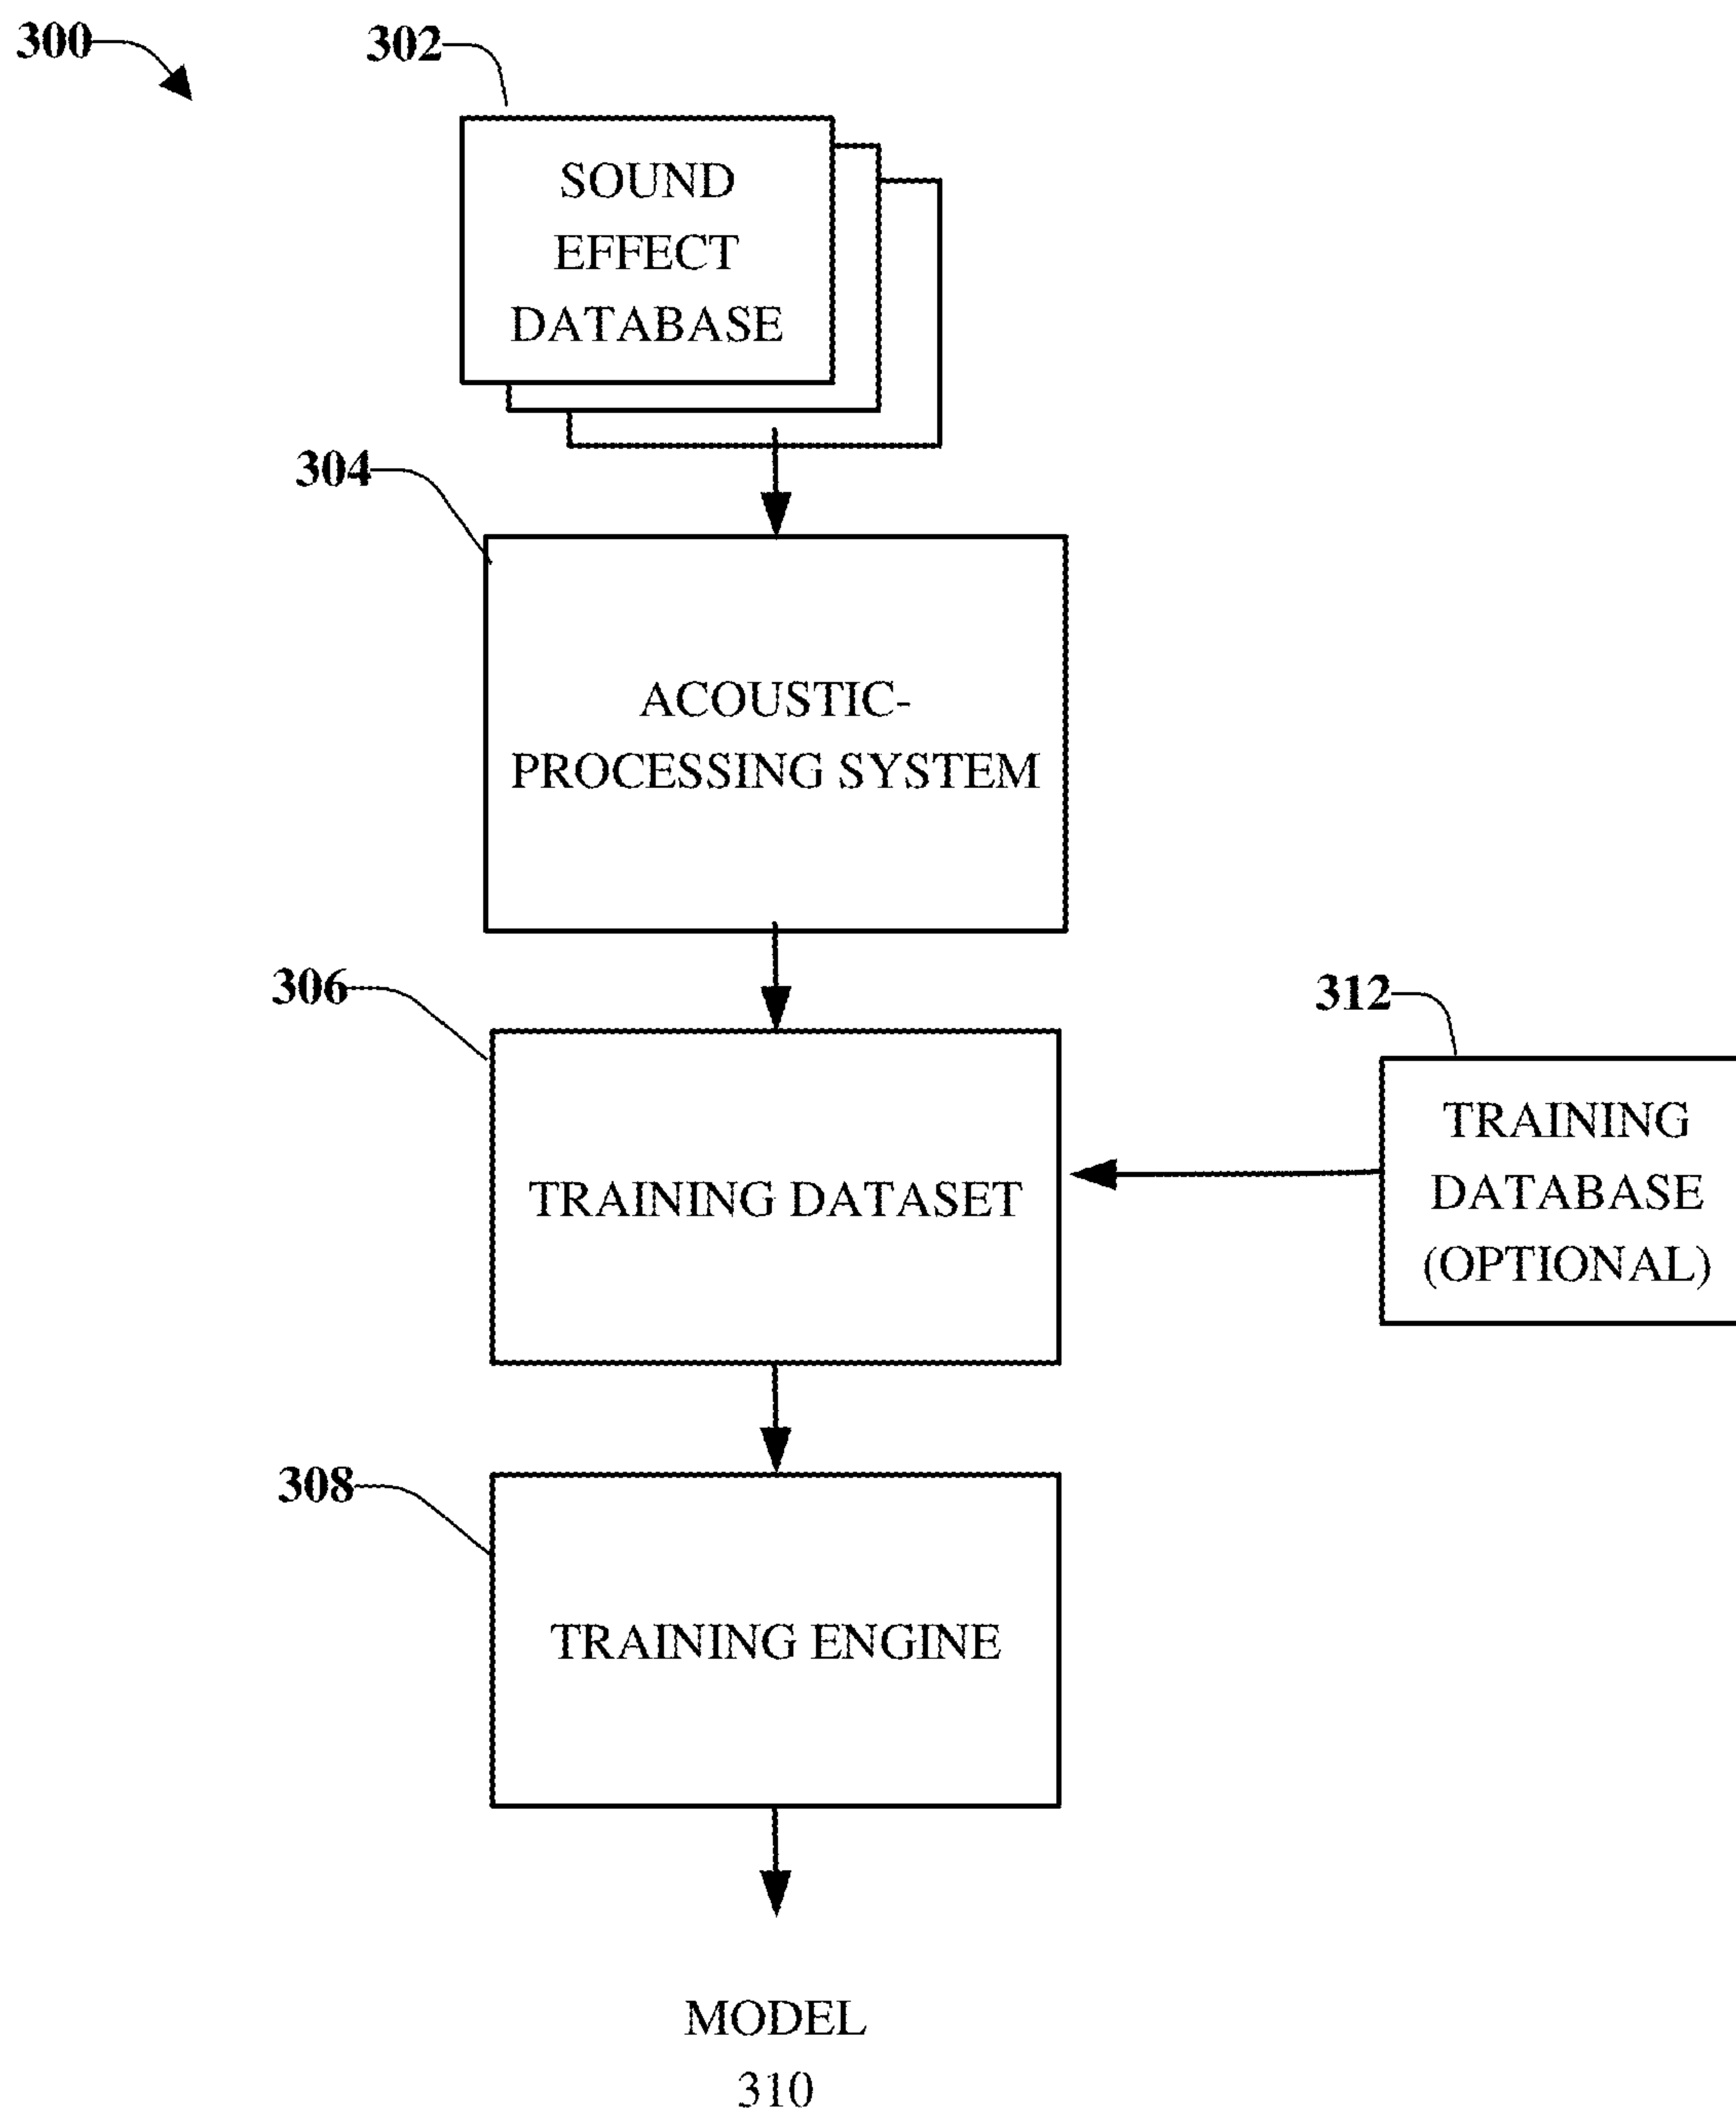 300
302
SOUND
EFFECT
DATABASE
304
ACOUSTIC-
PROCESSING SYSTEM
306
312
TRAINING DATASET
TRAINING
DATABASE
(OPTIONAL)
308
TRAINING ENGINE
MODEL
310